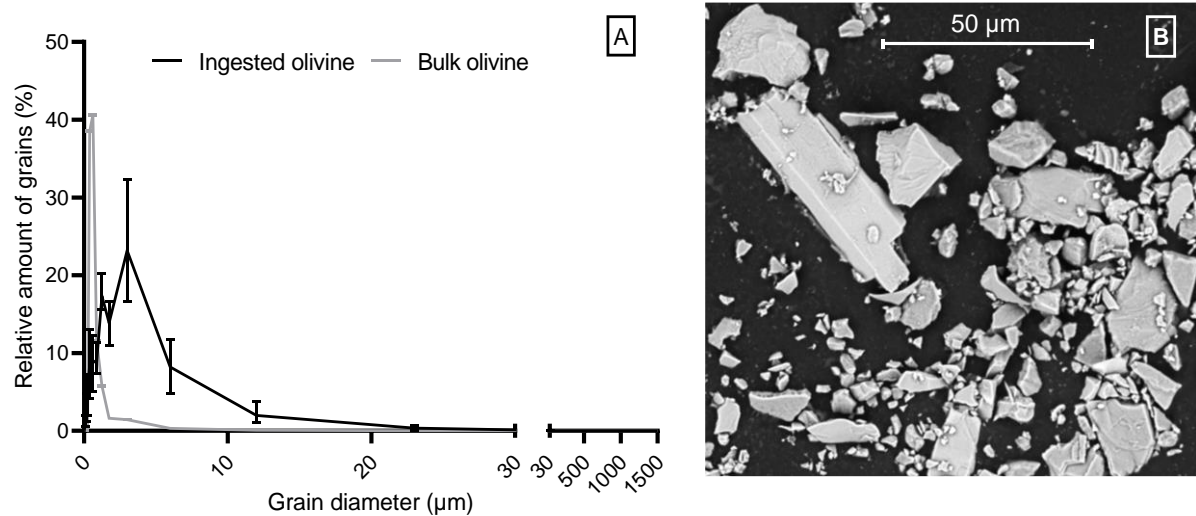 A
50
Ingested olivine
Bulk olivine
40
30
20
10
0
Relative amount of grains (%)
0
10
20
30
30
500
1000
1500
Grain diameter (µm)
50 µm
B